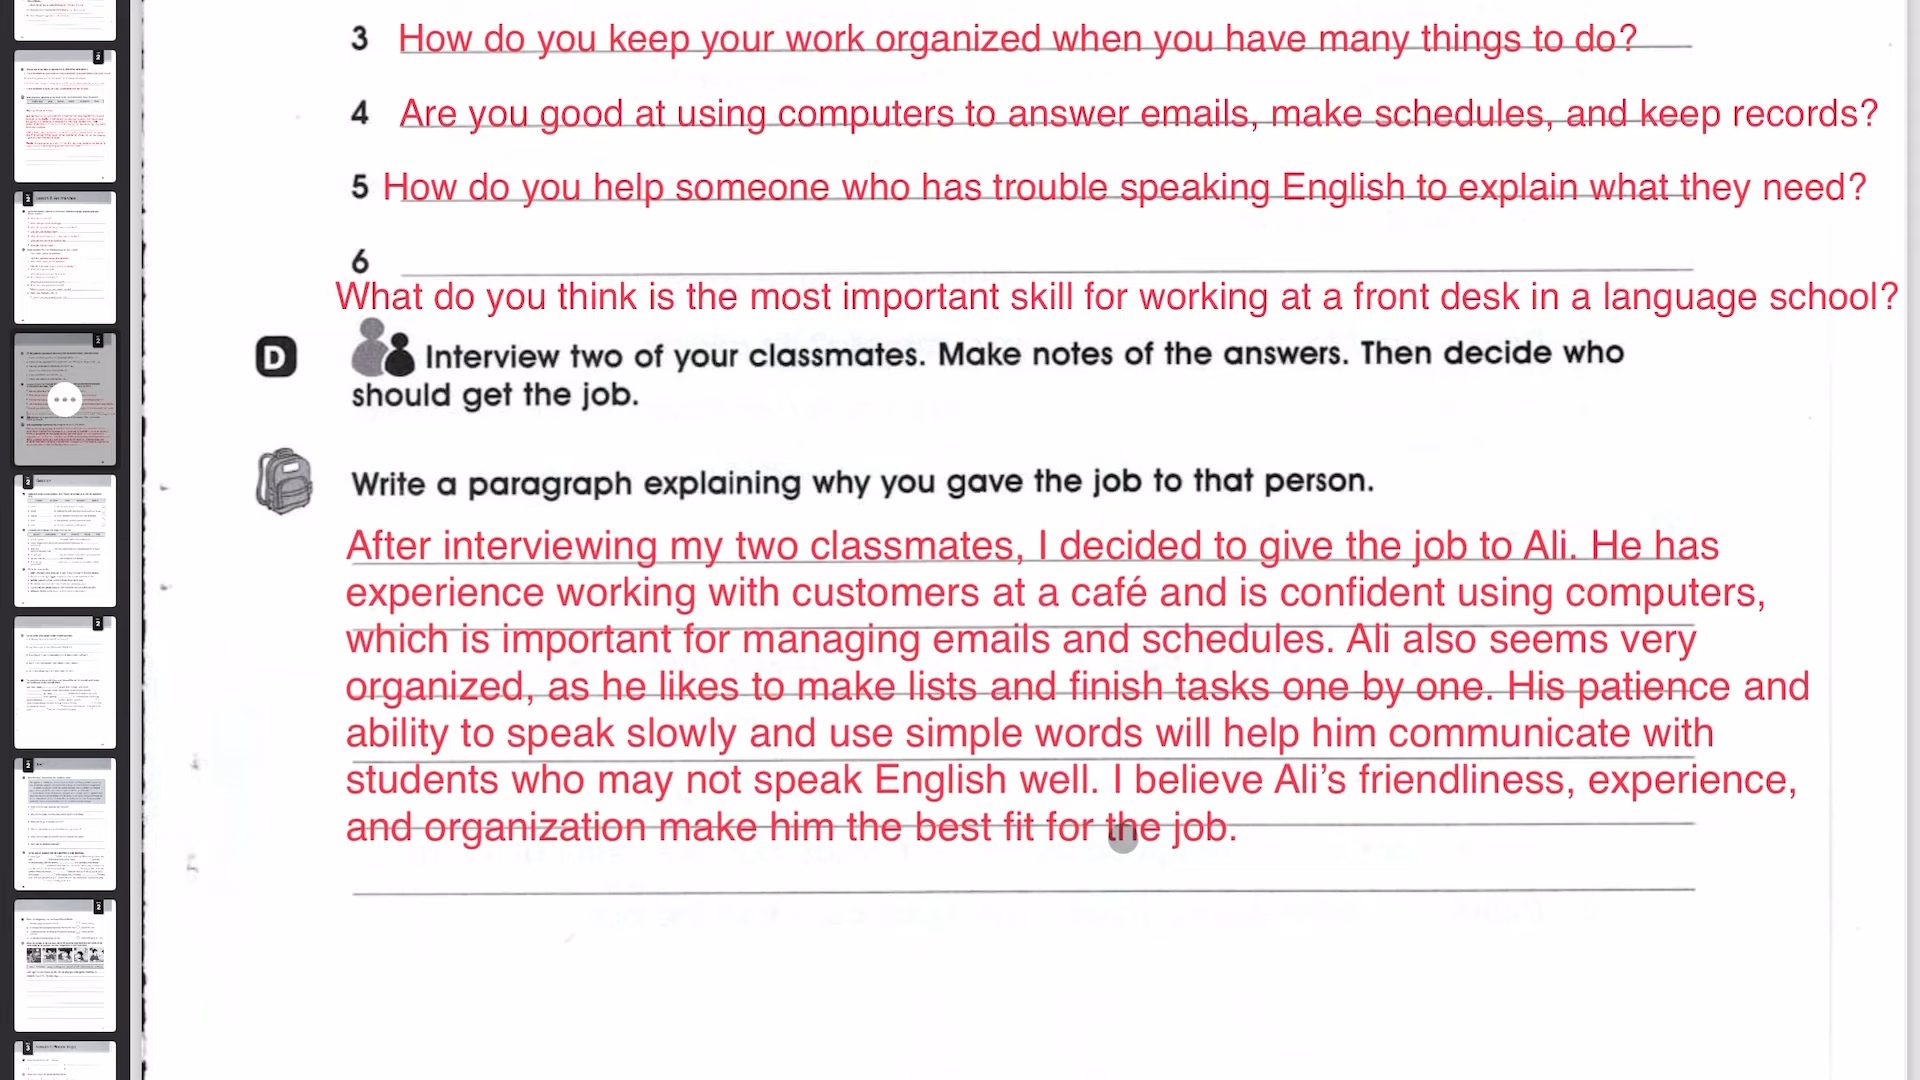 3 How do you keep your work organized when you have many things to do?
4 Are you good at using computers to answer emails, make schedules, and keep records?
5 How do you help someone who has trouble speaking English to explain what they need?
6
What do you think is the most important skill for working at a front desk in a language school?
D Interview two of your classmates. Make notes of the answers. Then decide who
should get the job.
Write a paragraph explaining why you gave the job to that person.
After interviewing my two classmates, I decided to give the job to Ali. He has
experience working with customers at a café and is confident using computers,
which is important for managing emails and schedules. Ali also seems very
organized, as he likes to make lists and finish tasks one by one. His patience and
ability to speak slowly and use simple words will help him communicate with
students who may not speak English well. I believe Ali’s friendliness, experience,
and organization make him the best fit for the job.